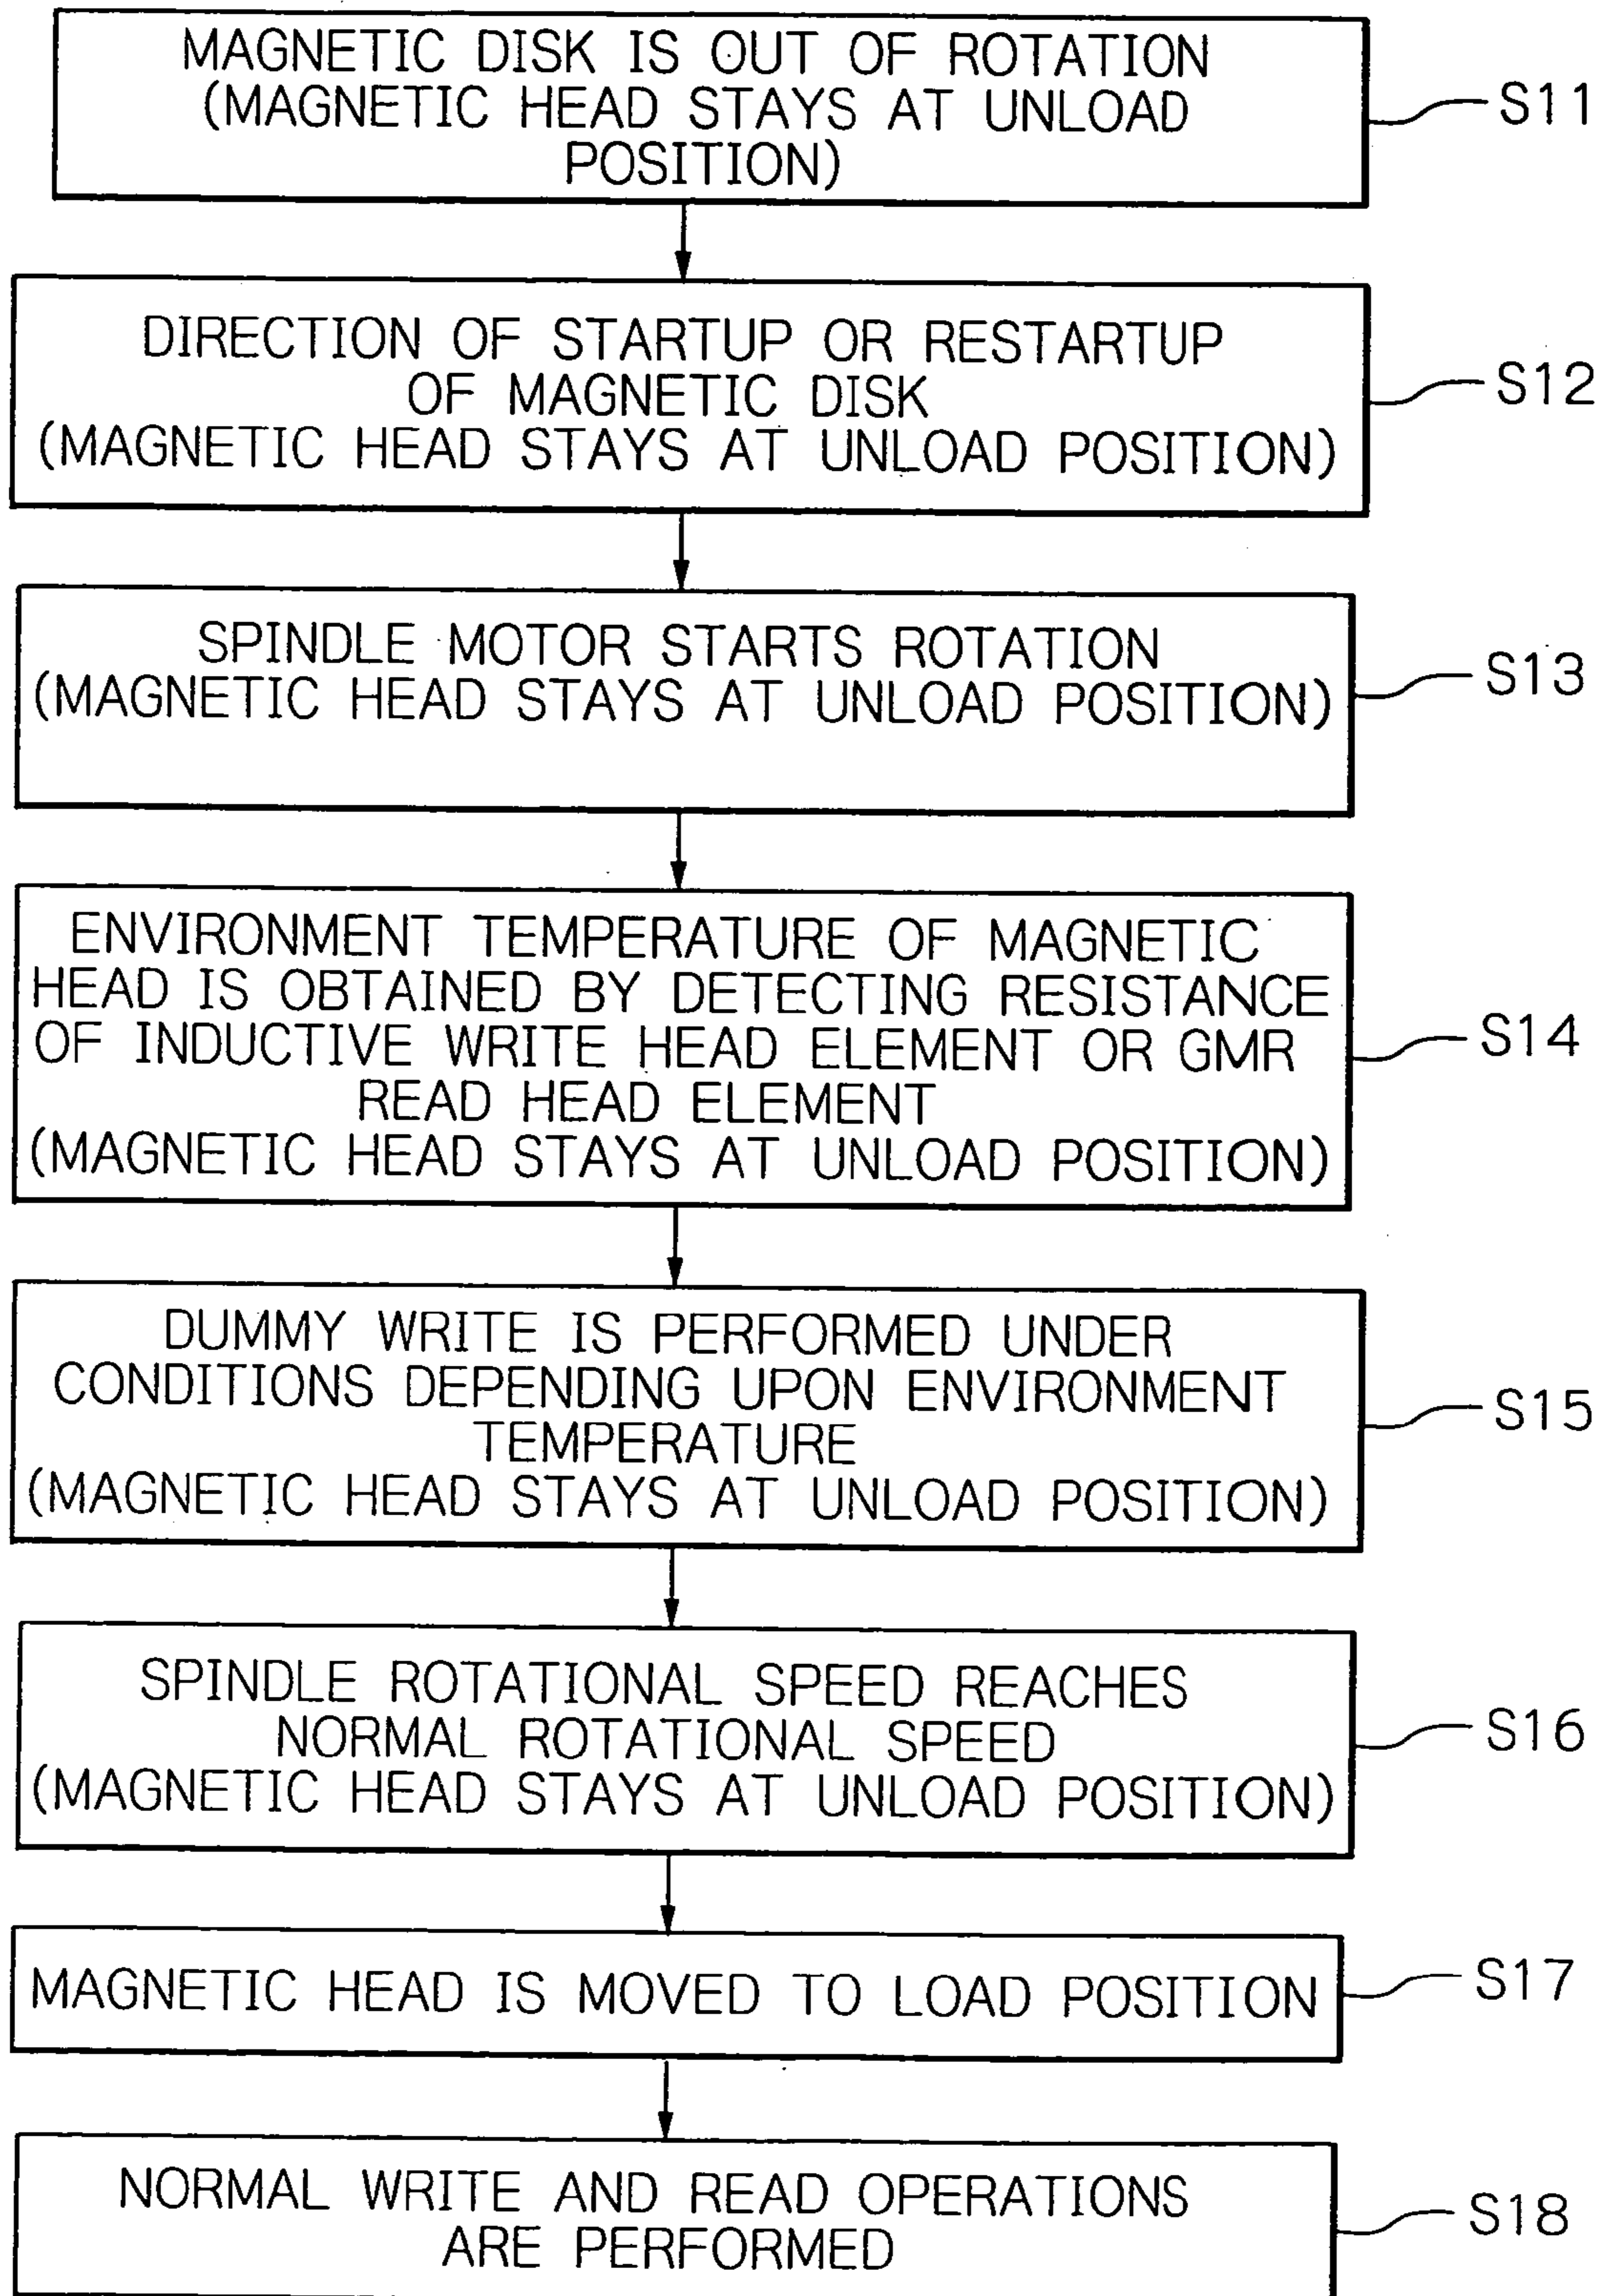 MAGNETIC DISK IS OUT OF ROTATION
(MAGNETIC HEAD STAYS AT UNLOAD
POSITION)
S11
DIRECTION OF STARTUP OR RESTARTUP
OF MAGNETIC DISK
(MAGNETIC HEAD STAYS AT UNLOAD POSITION)
S12
SPINDLE MOTOR STARTS ROTATION
(MAGNETIC HEAD STAYS AT UNLOAD POSITION)
S13
ENVIRONMENT TEMPERATURE OF MAGNETIC
HEAD IS OBTAINED BY DETECTING RESISTANCE
OF INDUCTIVE WRITE HEAD ELEMENT OR GMR
READ HEAD ELEMENT
(MAGNETIC HEAD STAYS AT UNLOAD POSITION)
S14
DUMMY WRITE IS PERFORMED UNDER
CONDITIONS DEPENDING UPON ENVIRONMENT
TEMPERATURE
(MAGNETIC HEAD STAYS AT UNLOAD POSITION)
S15
SPINDLE ROTATIONAL SPEED REACHES
NORMAL ROTATIONAL SPEED
(MAGNETIC HEAD STAYS AT UNLOAD POSITION)
S16
MAGNETIC HEAD IS MOVED TO LOAD POSITION
S17
NORMAL WRITE AND READ OPERATIONS
ARE PERFORMED
S18